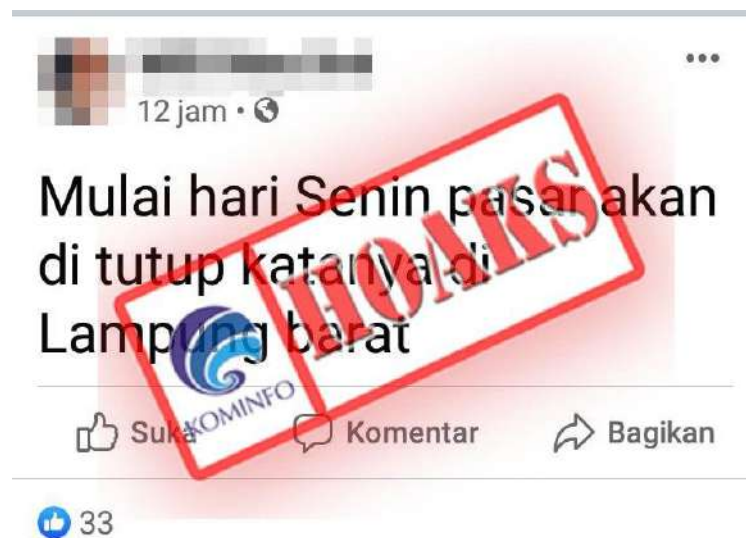 12 jam
Mulai hari Senin pasar akan
di tutup katanya di
Lampung barat
HOAKS
KOMINFO
Suka
Komentar
Bagikan
33